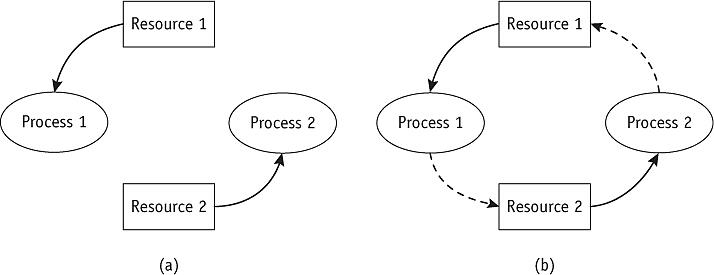 Resource 1
Process 1
Process 2
Resource 2
(a)
Resource 1
Process 1
Process 2
Resource 2
(b)